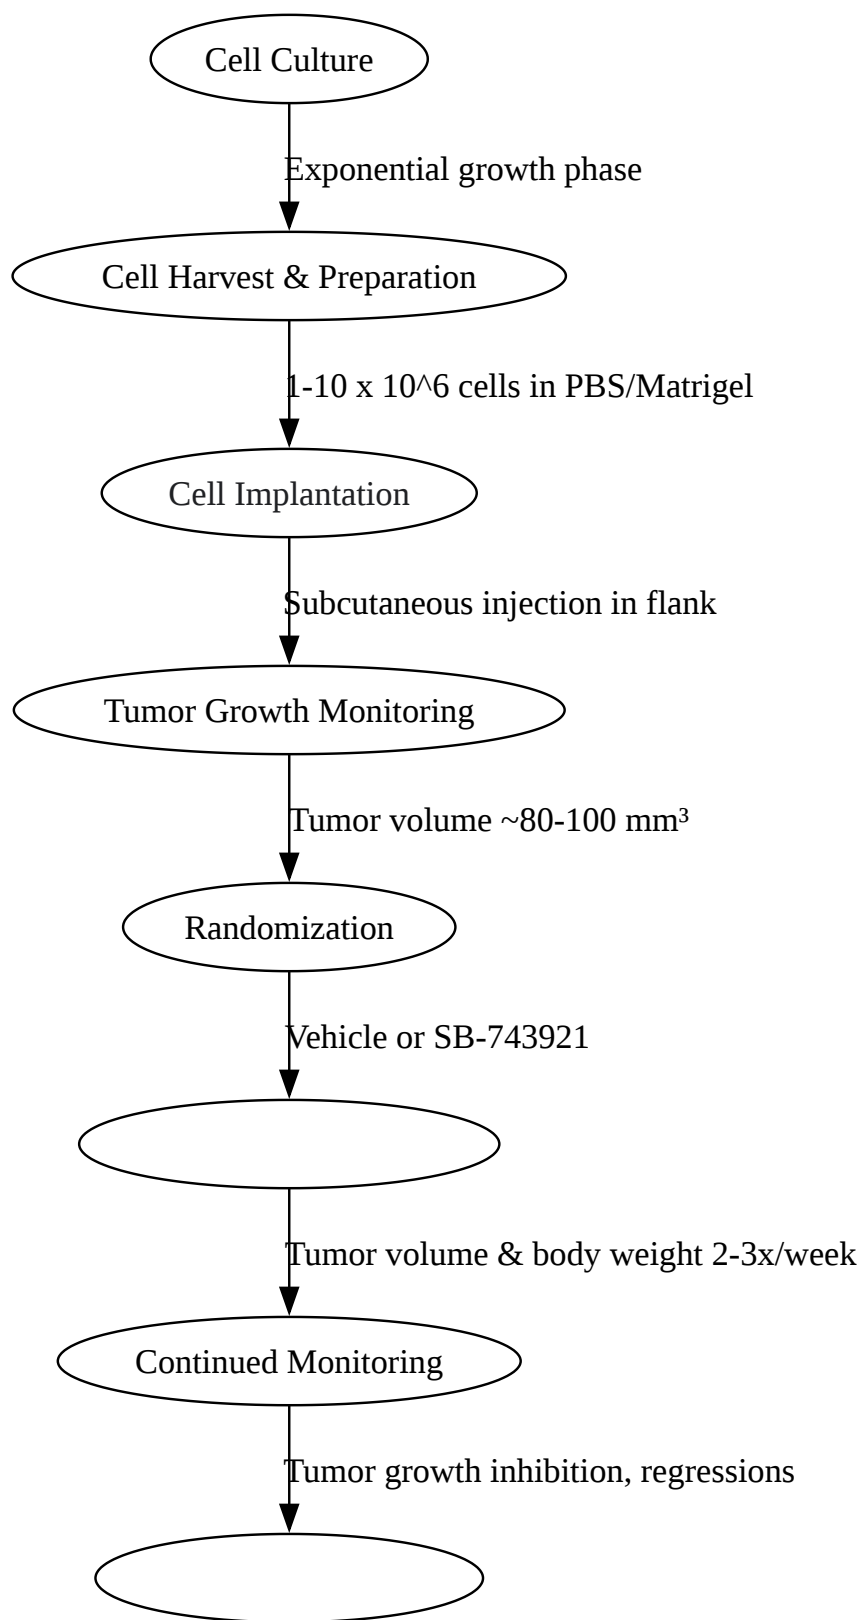 Cell Culture
Exponential growth phase
Cell Harvest & Preparation
1-10 x 10^6 cells in PBS/Matrigel
Cell Implantation
Subcutaneous injection in flank
Tumor Growth Monitoring
Tumor volume ~80-100 mm³
Randomization
Vehicle or SB-743921
Tumor volume & body weight 2-3x/week
Continued Monitoring
Tumor growth inhibition, regressions